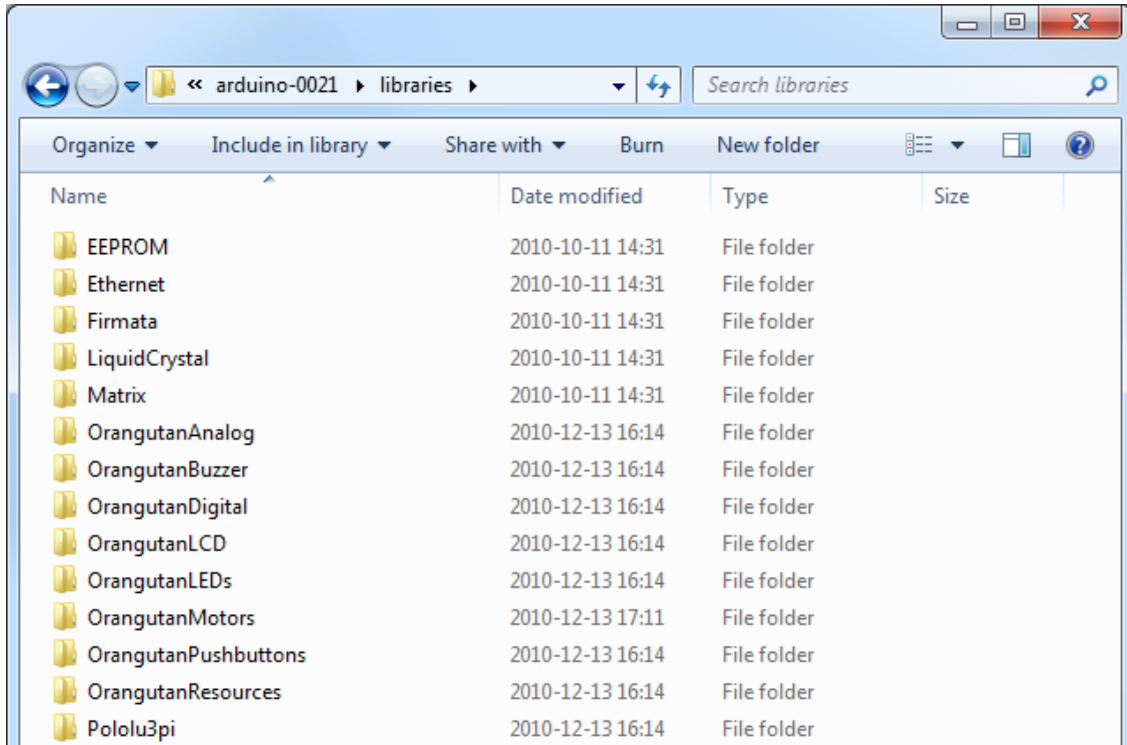 « arduino-0021 ▸ libraries ▸ Search libraries
Organize ▾ Include in library ▾ Share with ▾ Burn New folder
Name Date modified Type Size
EEPROM 2010-10-11 14:31 File folder
Ethernet 2010-10-11 14:31 File folder
Firmata 2010-10-11 14:31 File folder
LiquidCrystal 2010-10-11 14:31 File folder
Matrix 2010-10-11 14:31 File folder
OrangutanAnalog 2010-12-13 16:14 File folder
OrangutanBuzzer 2010-12-13 16:14 File folder
OrangutanDigital 2010-12-13 16:14 File folder
OrangutanLCD 2010-12-13 16:14 File folder
OrangutanLEDs 2010-12-13 16:14 File folder
OrangutanMotors 2010-12-13 17:11 File folder
OrangutanPushbuttons 2010-12-13 16:14 File folder
OrangutanResources 2010-12-13 16:14 File folder
Pololu3pi 2010-12-13 16:14 File folder